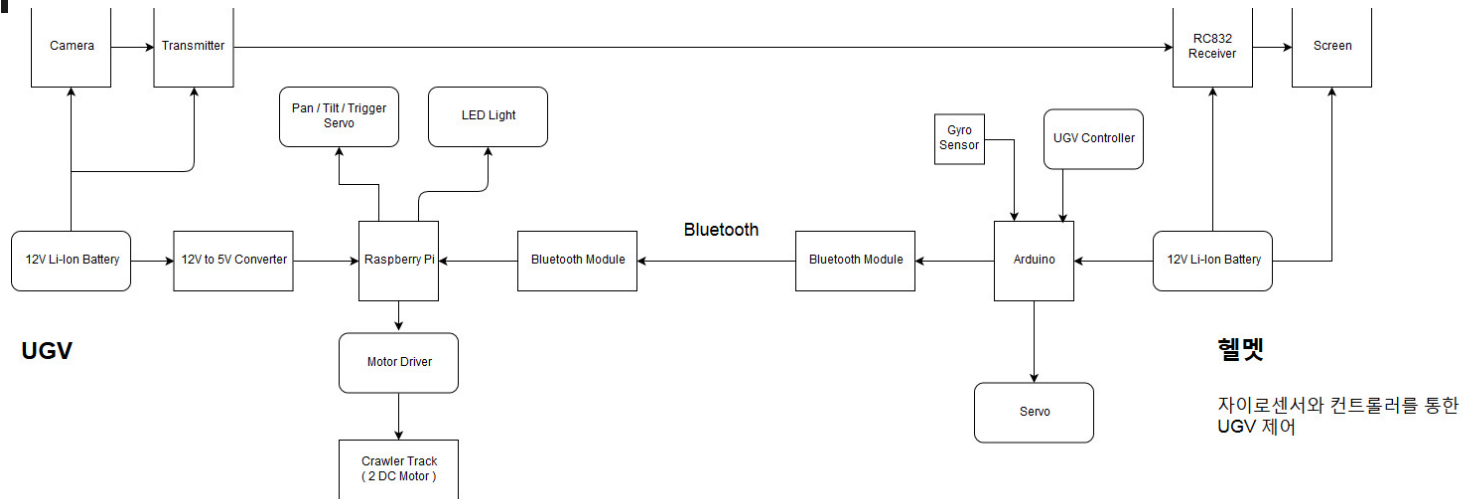 Camera
Transmitter
RC832
Receiver
Screen
Pan / Tilt / Trigger
Servo
LED Light
Gyro
Sensor
UGV Controller
Bluetooth
12V Li-Ion Battery
12V to 5V Converter
Raspberry Pi
Bluetooth Module
Bluetooth Module
Arduino
12V Li-Ion Battery
UGV
Motor Driver
헬멧
Servo
자이로센서와 컨트롤러를 통한
UGV 제어
Crawler Track
( 2 DC Motor )